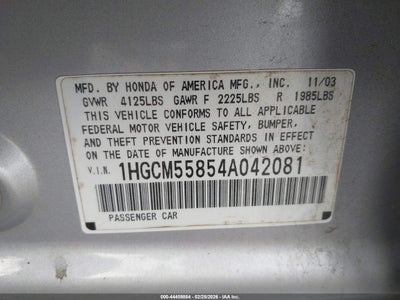 MFD. BY HONDA OF AMERICA MFG., INC. 11/03
GVWR 4125LBS GAWR F 2225LBS R 1985LBS
THIS VEHICLE CONFORMS TO ALL APPLICABLE
FEDERAL MOTOR VEHICLE SAFETY, BUMPER,
AND THEFT PREVENTION STANDARDS IN EFFECT
ON THE DATE OF MANUFACTURE SHOWN ABOVE.
V.I.N. 1HGCM55854A042081
PASSENGER CAR
000-44459864 - 02/25/2026 - IAA, Inc.